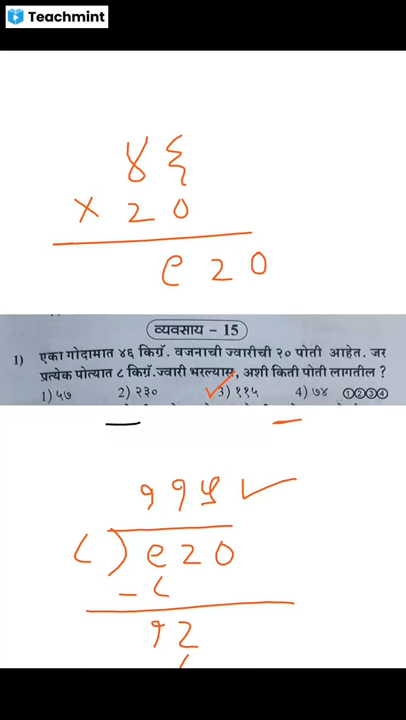 Teachmint
४६
× २०
९२०
व्यवसाय - 15
1) एका गोदामात ४६ किग्रॅ. वजनाची ज्वारीची २० पोती आहेत. जर
प्रत्येक पोत्यात ८ किग्रॅ.ज्वारी भरल्यास, अशी किती पोती लागतील ?
1) ५७ 2) २३० 3) ११५ 4) ७४ ①②③④
११५
८) ९२०
- ८
१२